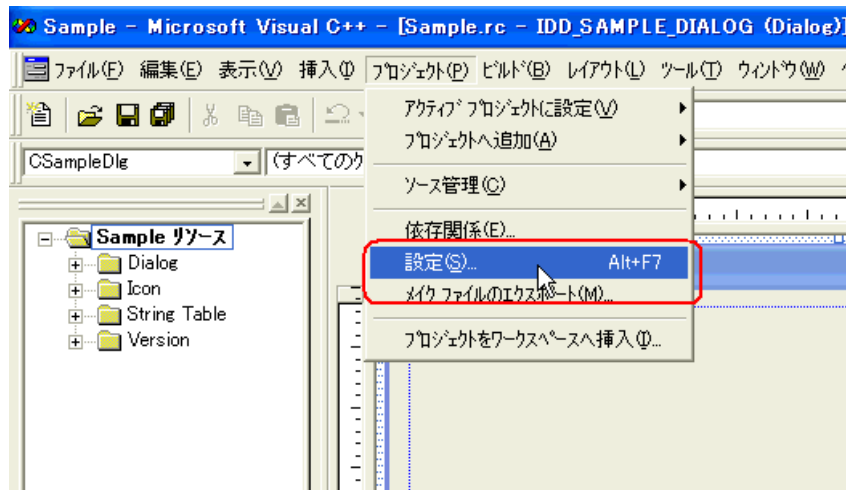 Sample - Microsoft Visual C++ - [Sample.rc - IDD_SAMPLE_DIALOG (Dialog)]
ﾌｧｲﾙ(F) 編集(E) 表示(V) 挿入(I) ﾌﾟﾛｼﾞｪｸﾄ(P) ﾋﾞﾙﾄﾞ(B) ﾚｲｱｳﾄ(L) ﾂｰﾙ(T) ｳｨﾝﾄﾞｳ(W)
ｱｸﾃｨﾌﾞ ﾌﾟﾛｼﾞｪｸﾄに設定(V)
ﾌﾟﾛｼﾞｪｸﾄへ追加(A)
CSampleDlg (すべてのク
ｿｰｽ管理(C)
依存関係(E)...
設定(S)... Alt+F7
ﾒｲｸ ﾌｧｲﾙのｴｸｽﾎﾟｰﾄ(M)...
ﾌﾟﾛｼﾞｪｸﾄをﾜｰｸｽﾍﾟｰｽへ挿入(I)...
Sample ﾘｿｰｽ
Dialog
Icon
String Table
Version